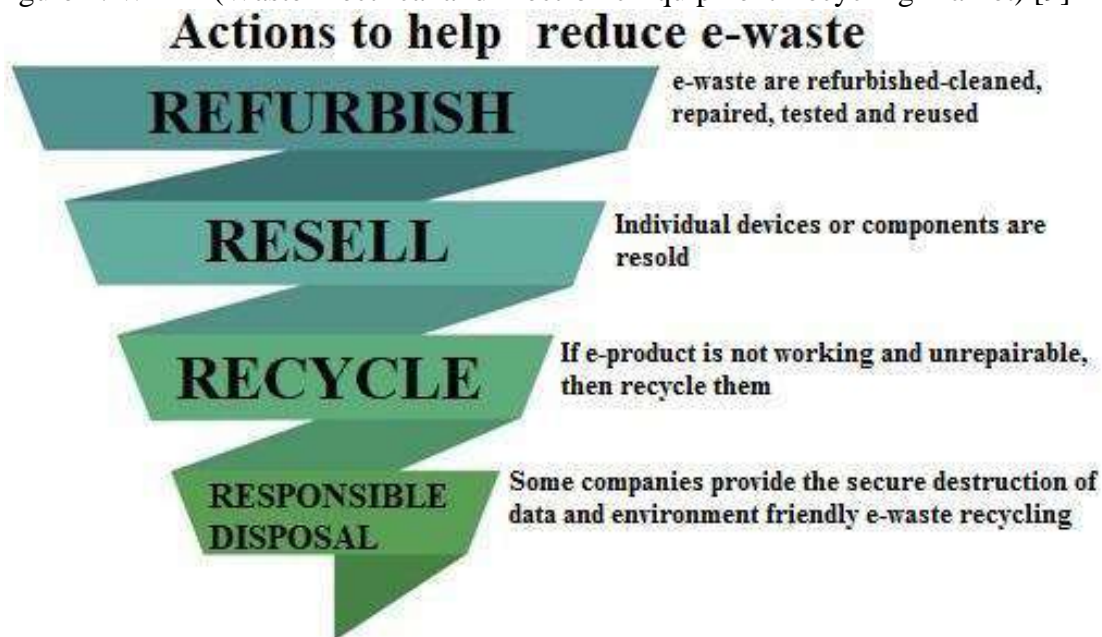 Actions to help reduce e-waste
REFURBISH
e-waste are refurbished-cleaned,
repaired, tested and reused
RESELL
Individual devices or components are
resold
RECYCLE
If e-product is not working and unrepairable,
then recycle them
RESPONSIBLE
DISPOSAL
Some companies provide the secure destruction of
data and environment friendly e-waste recycling